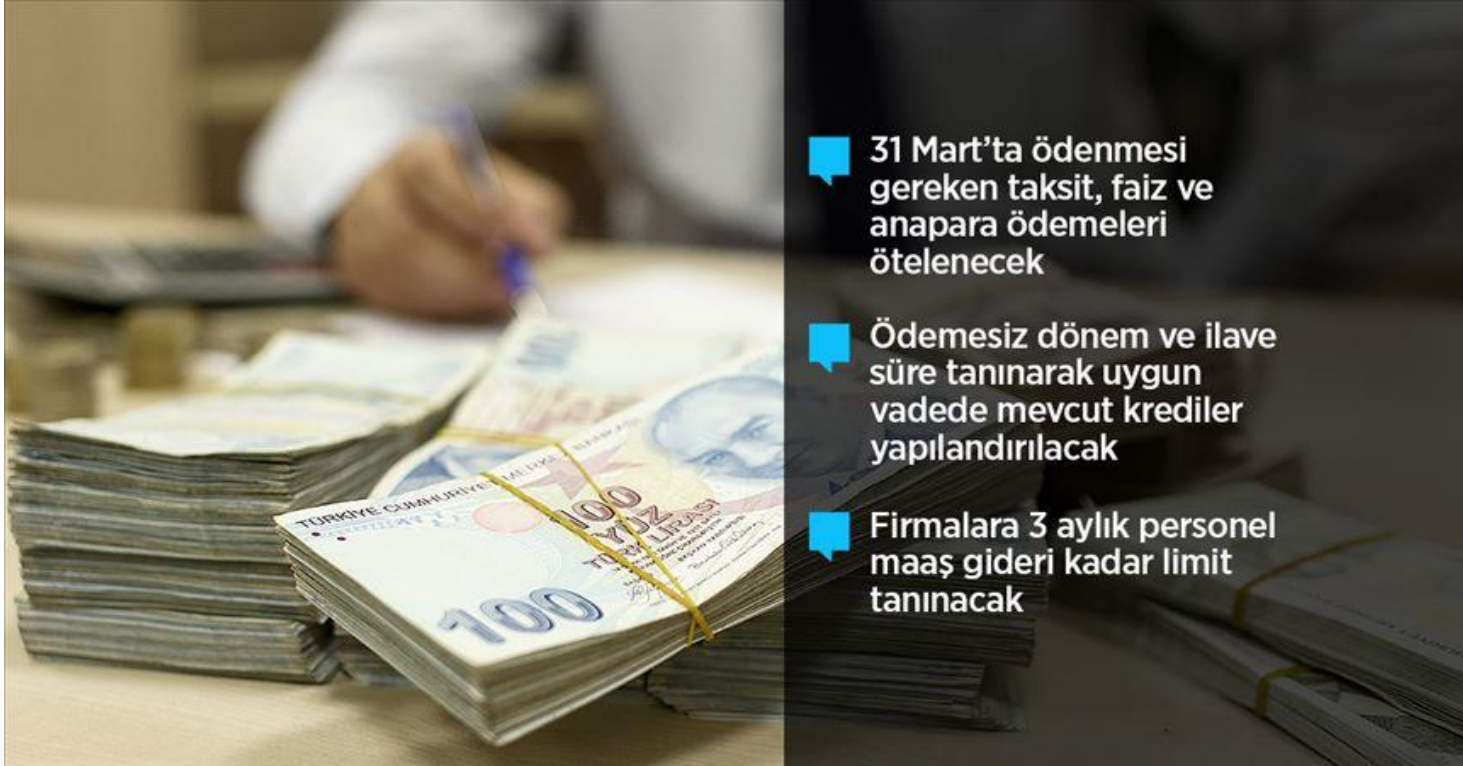 31 Mart’ta ödenmesi
gereken taksit, faiz ve
anapara ödemeleri
ötelenecek
Ödemesiz dönem ve ilave
süre tanınarak uygun
vadede mevcut krediler
yapılandırılacak
Firmalara 3 aylık personel
maaş gideri kadar limit
tanınacak
TÜRKİYE CUMHURİYET MERKEZ BANKASI
100
YÜZ
TÜRK LİRASI
100